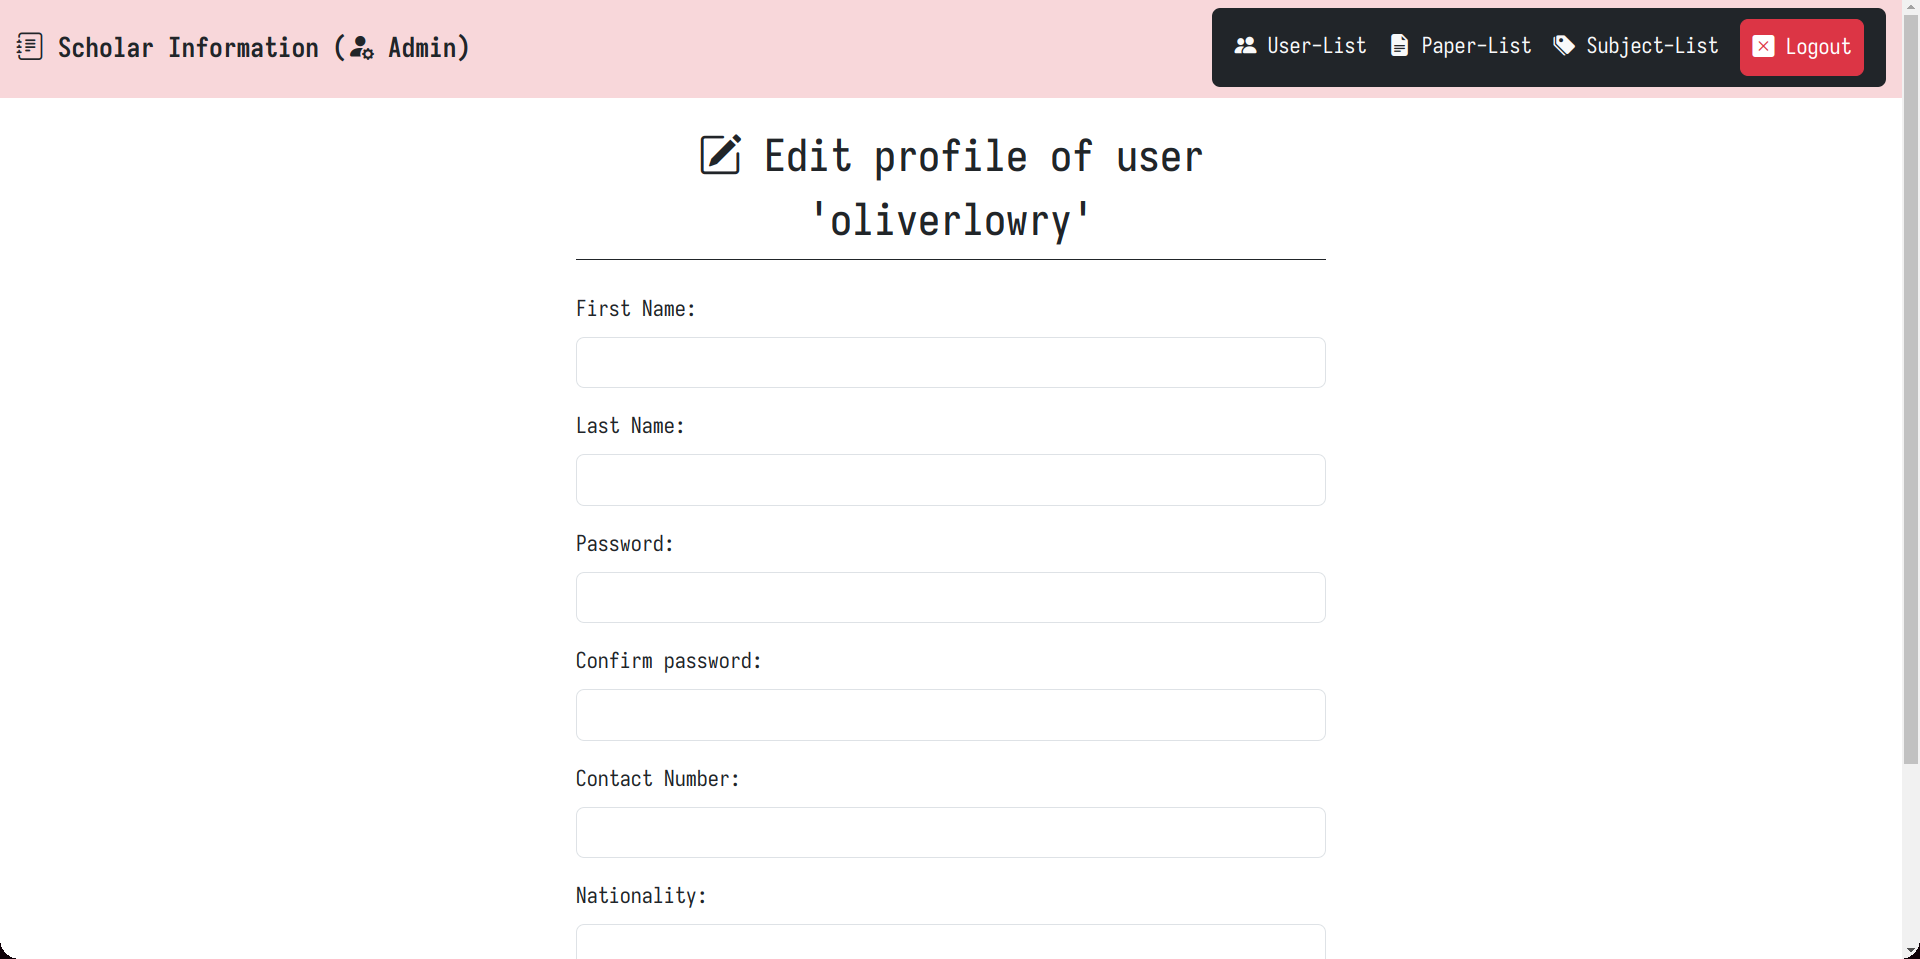 Scholar Information ( Admin)
User-List
Paper-List
Subject-List
Logout
Edit profile of user
'oliverlowry'
First Name:
Last Name:
Password:
Confirm password:
Contact Number:
Nationality: